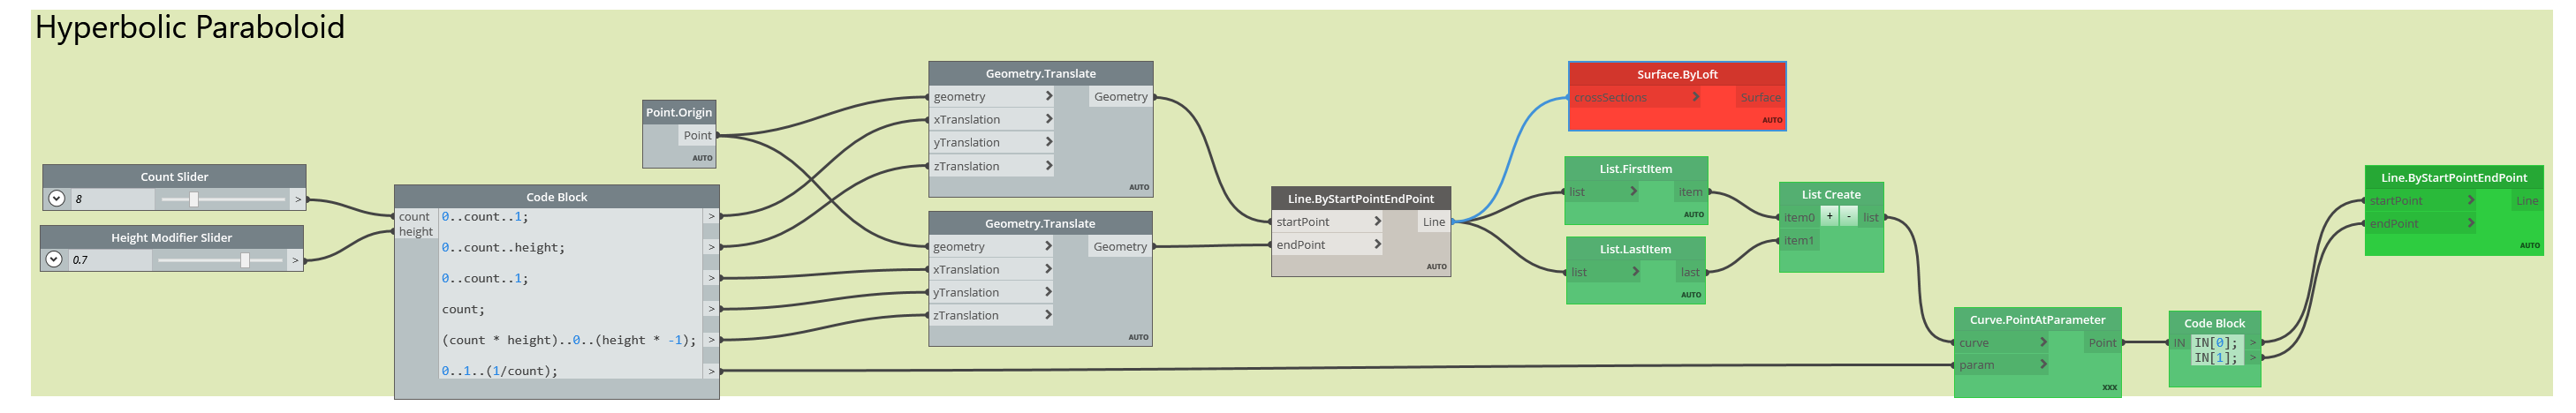 Hyperbolic Paraboloid
Count Slider
8
>
Height Modifier Slider
0.7
>
Code Block
count
height
0..count..1;
>
0..count..height;
>
0..count..1;
>
count;
>
(count * height)..0..(height * -1);
>
0..1..(1/count);
>
Point.Origin
Point
AUTO
Geometry.Translate
geometry > Geometry
xTranslation >
yTranslation >
zTranslation >
AUTO
Geometry.Translate
geometry > Geometry
xTranslation >
yTranslation >
zTranslation >
AUTO
Line.ByStartPointEndPoint
startPoint > Line
endPoint >
AUTO
Surface.ByLoft
crossSections > Surface
AUTO
List.FirstItem
list > item
AUTO
List.LastItem
list > last
AUTO
List Create
item0 + - list
item1
Curve.PointAtParameter
curve > Point
param >
XXX
Code Block
IN IN[0]; >
IN[1]; >
Line.ByStartPointEndPoint
startPoint > Line
endPoint >
AUTO